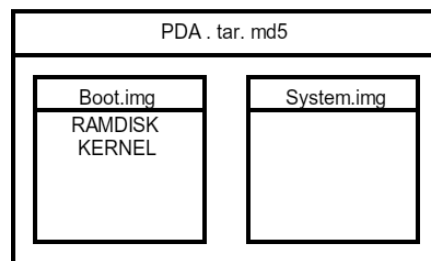 PDA . tar. md5
Boot.img
RAMDISK
KERNEL
System.img